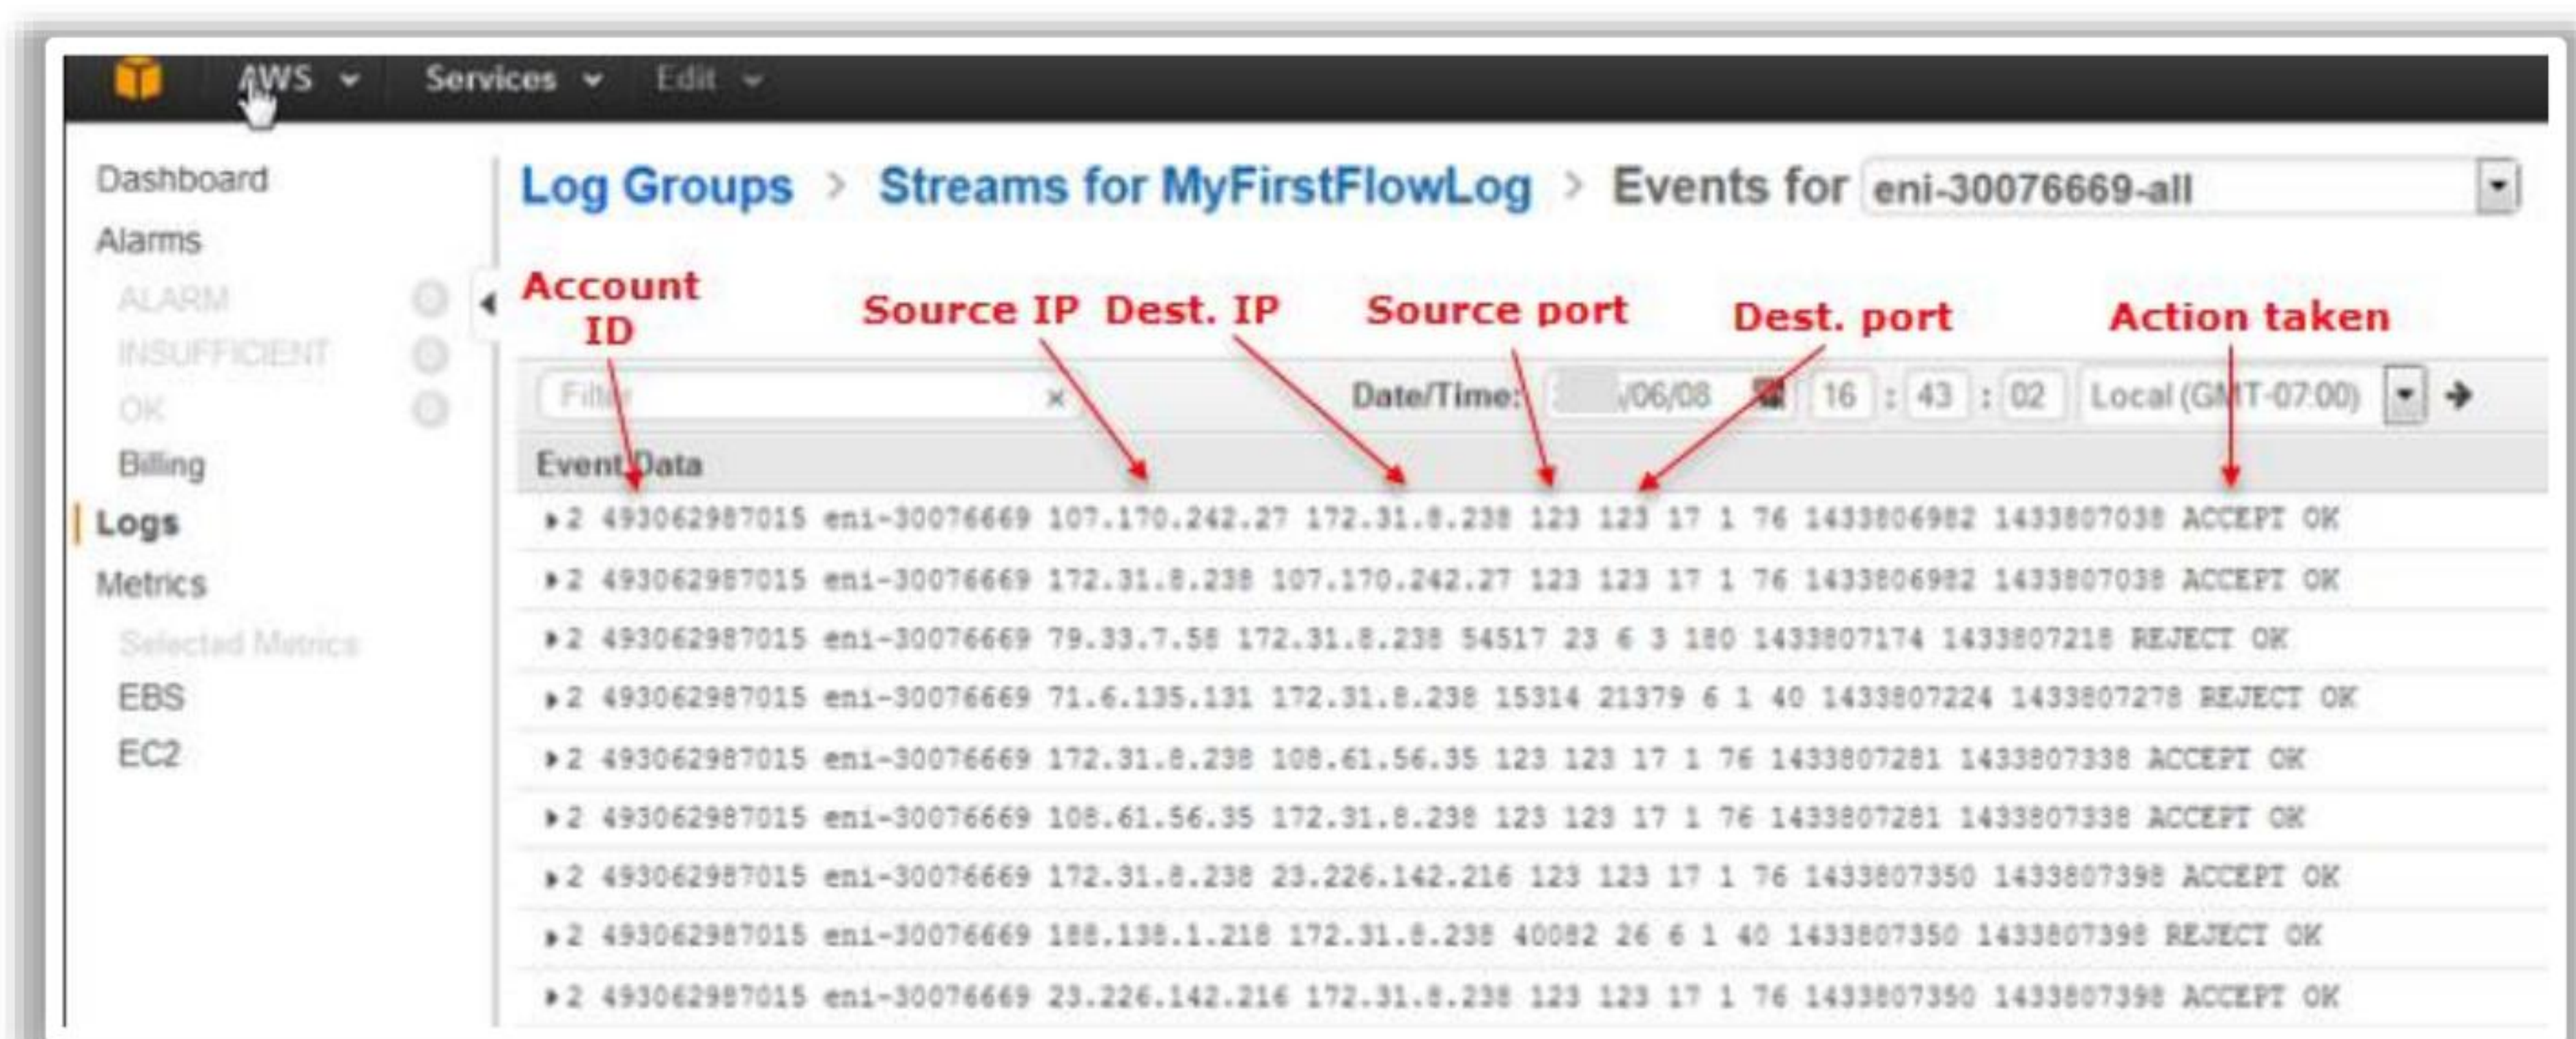 AWS Services Edit
Dashboard
Alarms
ALARM
INSUFFICIENT
OK
Billing
Logs
Metrics
Selected Metrics
EBS
EC2
Log Groups > Streams for MyFirstFlowLog > Events for eni-30076669-all
Account ID
Source IP
Dest. IP
Source port
Dest. port
Action taken
Filter × Date/Time: /06/08 16 : 43 : 02 Local (GMT-07:00)
Event Data
2 493062987015 eni-30076669 107.170.242.27 172.31.8.238 123 123 17 1 76 1433806982 1433807038 ACCEPT OK
2 493062987015 eni-30076669 172.31.8.238 107.170.242.27 123 123 17 1 76 1433806982 1433807038 ACCEPT OK
2 493062987015 eni-30076669 79.33.7.58 172.31.8.238 54517 23 6 3 180 1433807174 1433807218 REJECT OK
2 493062987015 eni-30076669 71.6.135.131 172.31.8.238 15314 21379 6 1 40 1433807224 1433807278 REJECT OK
2 493062987015 eni-30076669 172.31.8.238 108.61.56.35 123 123 17 1 76 1433807281 1433807338 ACCEPT OK
2 493062987015 eni-30076669 108.61.56.35 172.31.8.238 123 123 17 1 76 1433807281 1433807338 ACCEPT OK
2 493062987015 eni-30076669 172.31.8.238 23.226.142.216 123 123 17 1 76 1433807350 1433807398 ACCEPT OK
2 493062987015 eni-30076669 188.138.1.218 172.31.8.238 40082 26 6 1 40 1433807350 1433807398 REJECT OK
2 493062987015 eni-30076669 23.226.142.216 172.31.8.238 123 123 17 1 76 1433807350 1433807398 ACCEPT OK